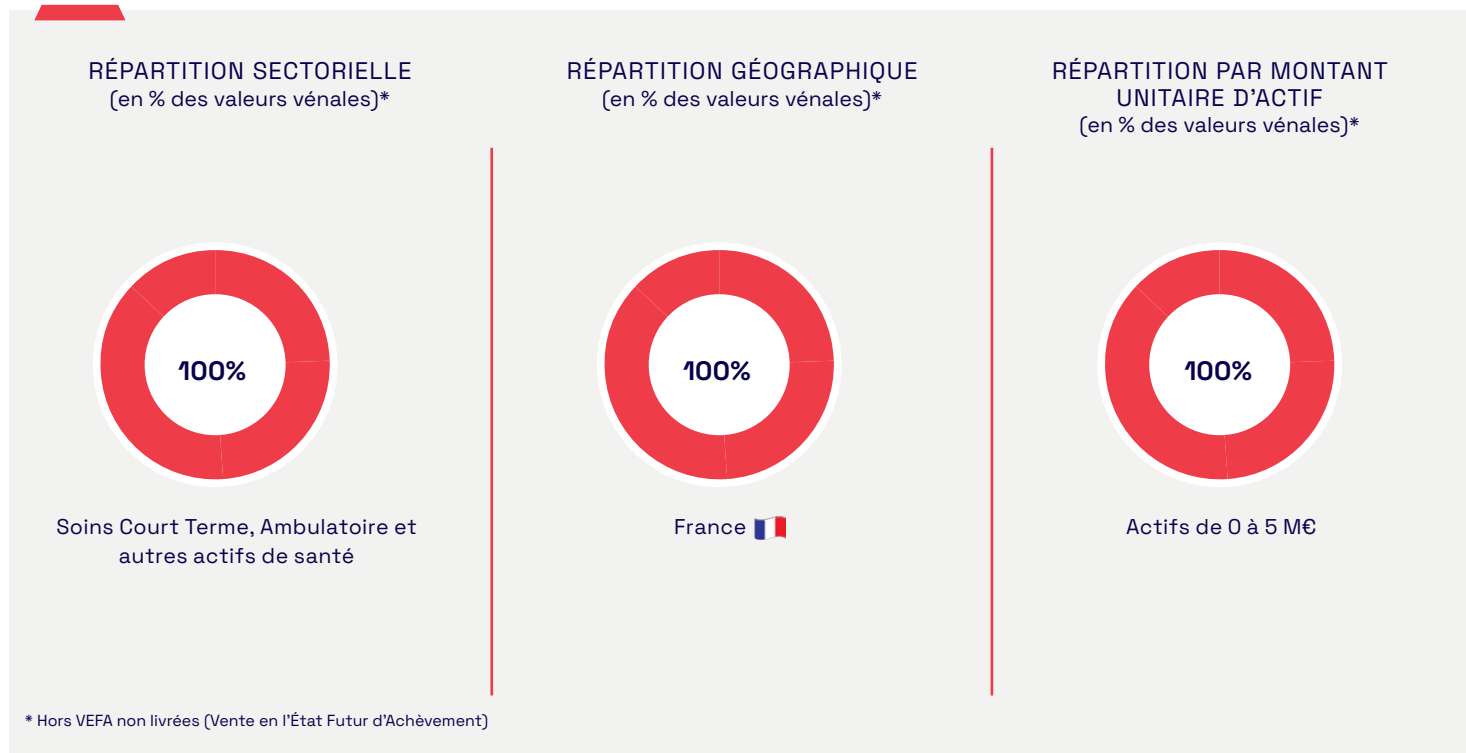 RÉPARTITION SECTORIELLE
(en % des valeurs vénales)*
100%
Soins Court Terme, Ambulatoire et
autres actifs de santé
RÉPARTITION GÉOGRAPHIQUE
(en % des valeurs vénales)*
100%
France 🇫🇷
RÉPARTITION PAR MONTANT
UNITAIRE D'ACTIF
(en % des valeurs vénales)*
100%
Actifs de 0 à 5 M€
* Hors VEFA non livrées (Vente en l'État Futur d'Achèvement)